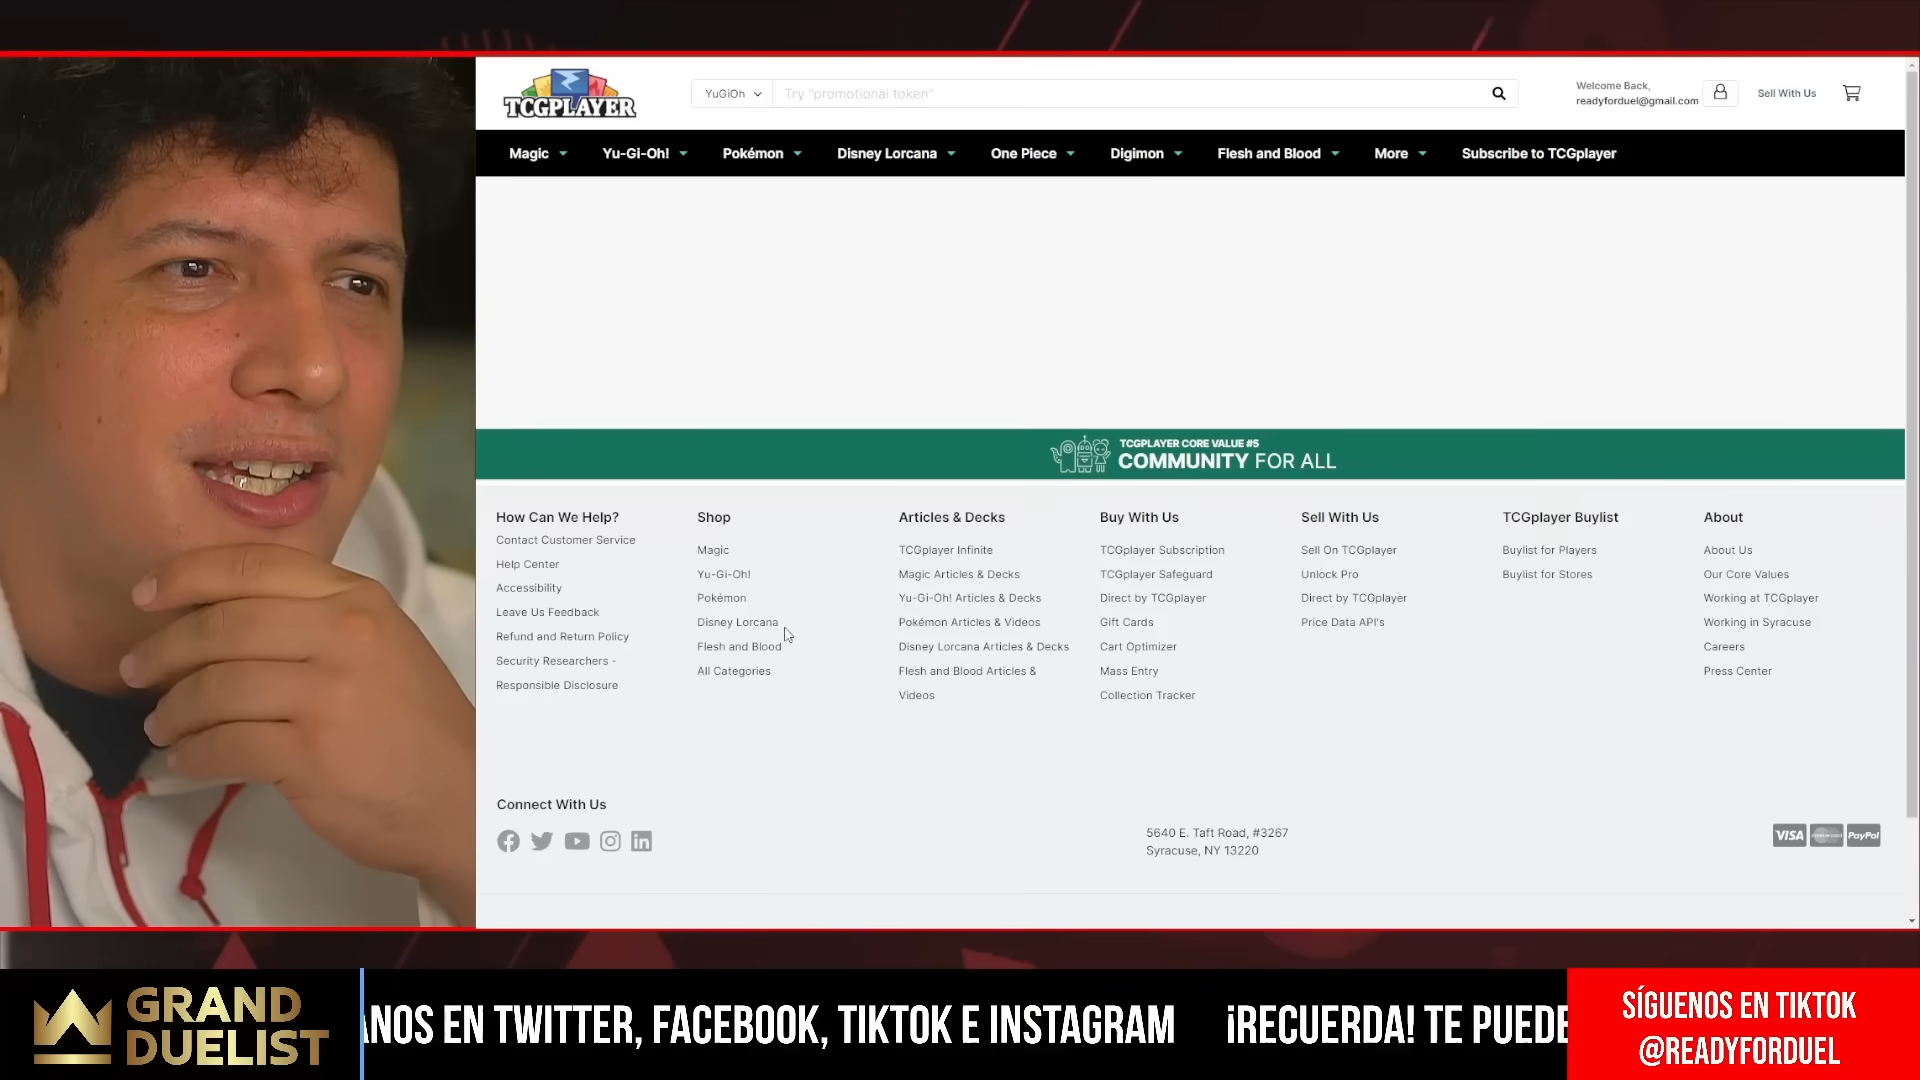 TCGPLAYER
YuGiOh
Try "promotional token"
Welcome Back,
readyforduel@gmail.com
Sell With Us
Magic
Yu-Gi-Oh!
Pokémon
Disney Lorcana
One Piece
Digimon
Flesh and Blood
More
Subscribe to TCGplayer
TCGPLAYER CORE VALUE #5
COMMUNITY FOR ALL
How Can We Help?
Contact Customer Service
Help Center
Accessibility
Leave Us Feedback
Refund and Return Policy
Security Researchers -
Responsible Disclosure
Shop
Magic
Yu-Gi-Oh!
Pokémon
Disney Lorcana
Flesh and Blood
All Categories
Articles & Decks
TCGplayer Infinite
Magic Articles & Decks
Yu-Gi-Oh! Articles & Decks
Pokémon Articles & Videos
Disney Lorcana Articles & Decks
Flesh and Blood Articles &
Videos
Buy With Us
TCGplayer Subscription
TCGplayer Safeguard
Direct by TCGplayer
Gift Cards
Cart Optimizer
Mass Entry
Collection Tracker
Sell With Us
Sell On TCGplayer
Unlock Pro
Direct by TCGplayer
Price Data API's
TCGplayer Buylist
Buylist for Players
Buylist for Stores
About
About Us
Our Core Values
Working at TCGplayer
Working in Syracuse
Careers
Press Center
Connect With Us
5640 E. Taft Road, #3267
Syracuse, NY 13220
VISA
PayPal
GRAND
DUELIST
ANOS EN TWITTER, FACEBOOK, TIKTOK E INSTAGRAM ¡RECUERDA! TE PUEDE
SÍGUENOS EN TIKTOK
@READYFORDUEL